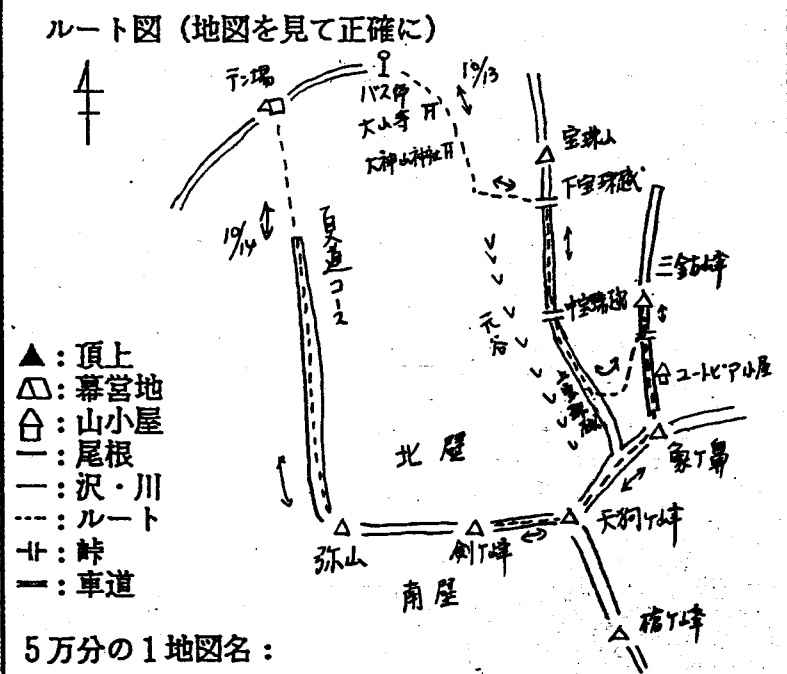 ルート図（地図を見て正確に）
テン場
バス停
10/13
大山寺
大神山神社
宝珠山
下宝珠越
10/14
夏道コース
元谷
中宝珠越
三鈷峰
上宝珠越
ユートピア小屋
象ヶ鼻
北壁
弥山
剣ヶ峰
天狗ヶ峰
南壁
槍ヶ峰
▲：頂上
：幕営地
：山小屋
：尾根
：沢・川
：ルート
：峠
：車道
5万分の1地図名：